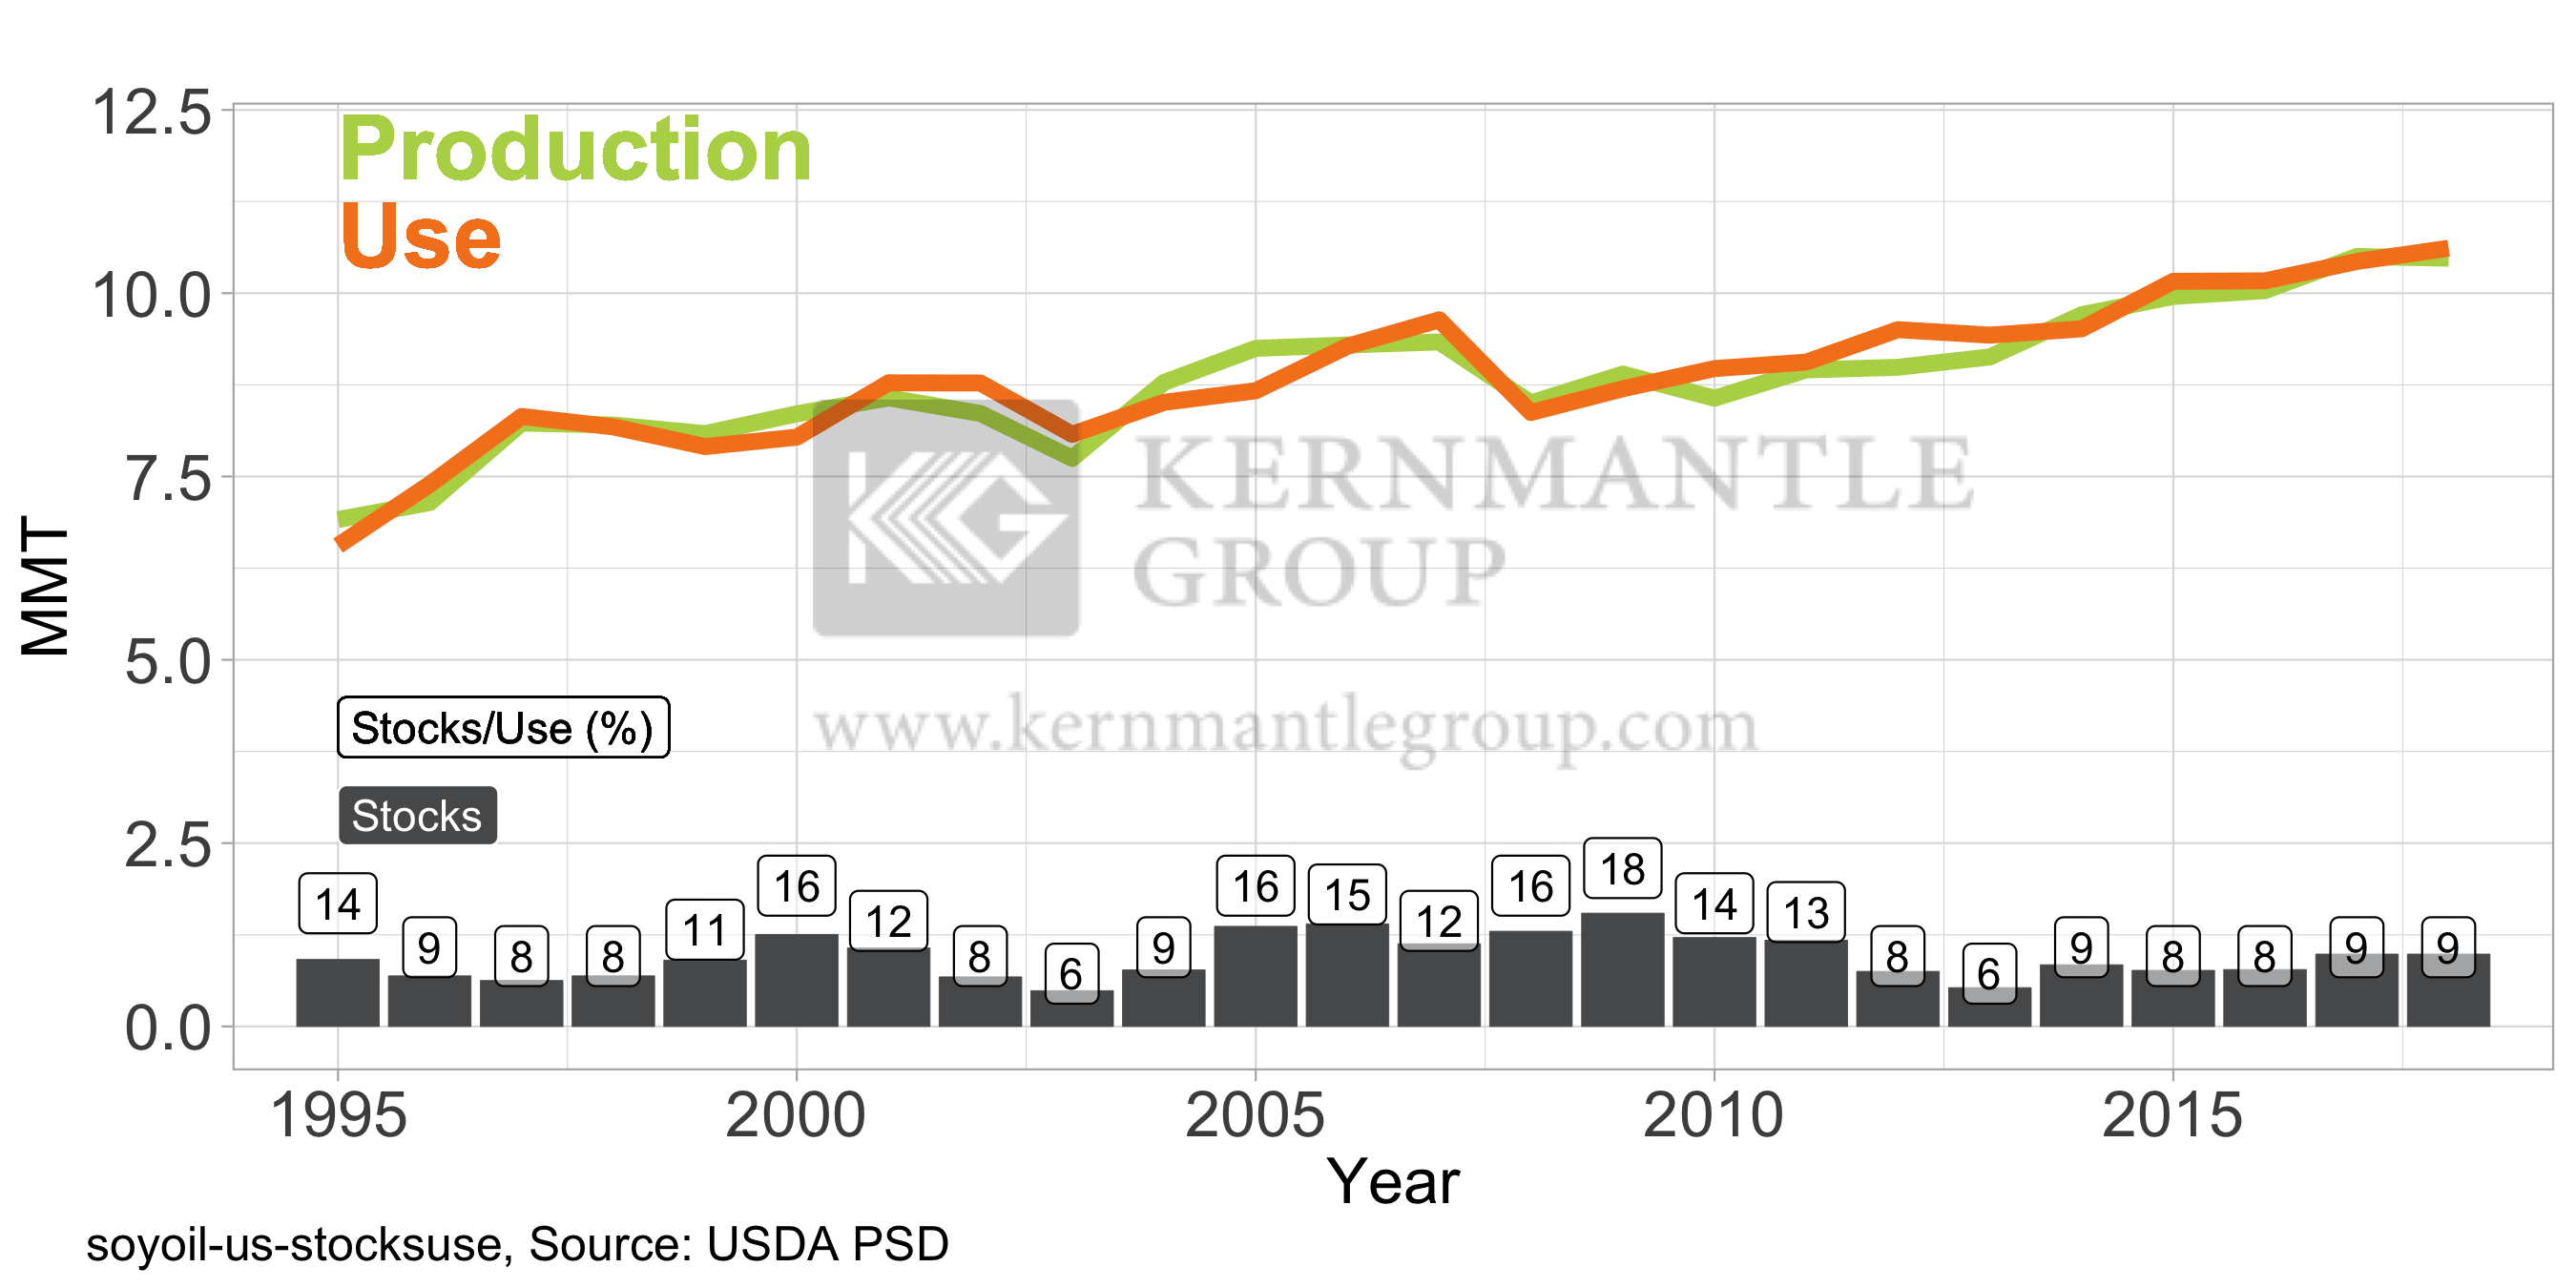 12.5
Production
Use
10.0
7.5
KERNMANTLE
GROUP
KG
MMT
5.0
Stocks/Use (%)
www.kernmantlegroup.com
Stocks
2.5
14 9 8 8 11 16 12 8 6 9 16 15 12 16 18 14 13 8 6 9 8 8 9 9
0.0
1995 2000 2005 2010 2015
Year
soyoil-us-stocksuse, Source: USDA PSD